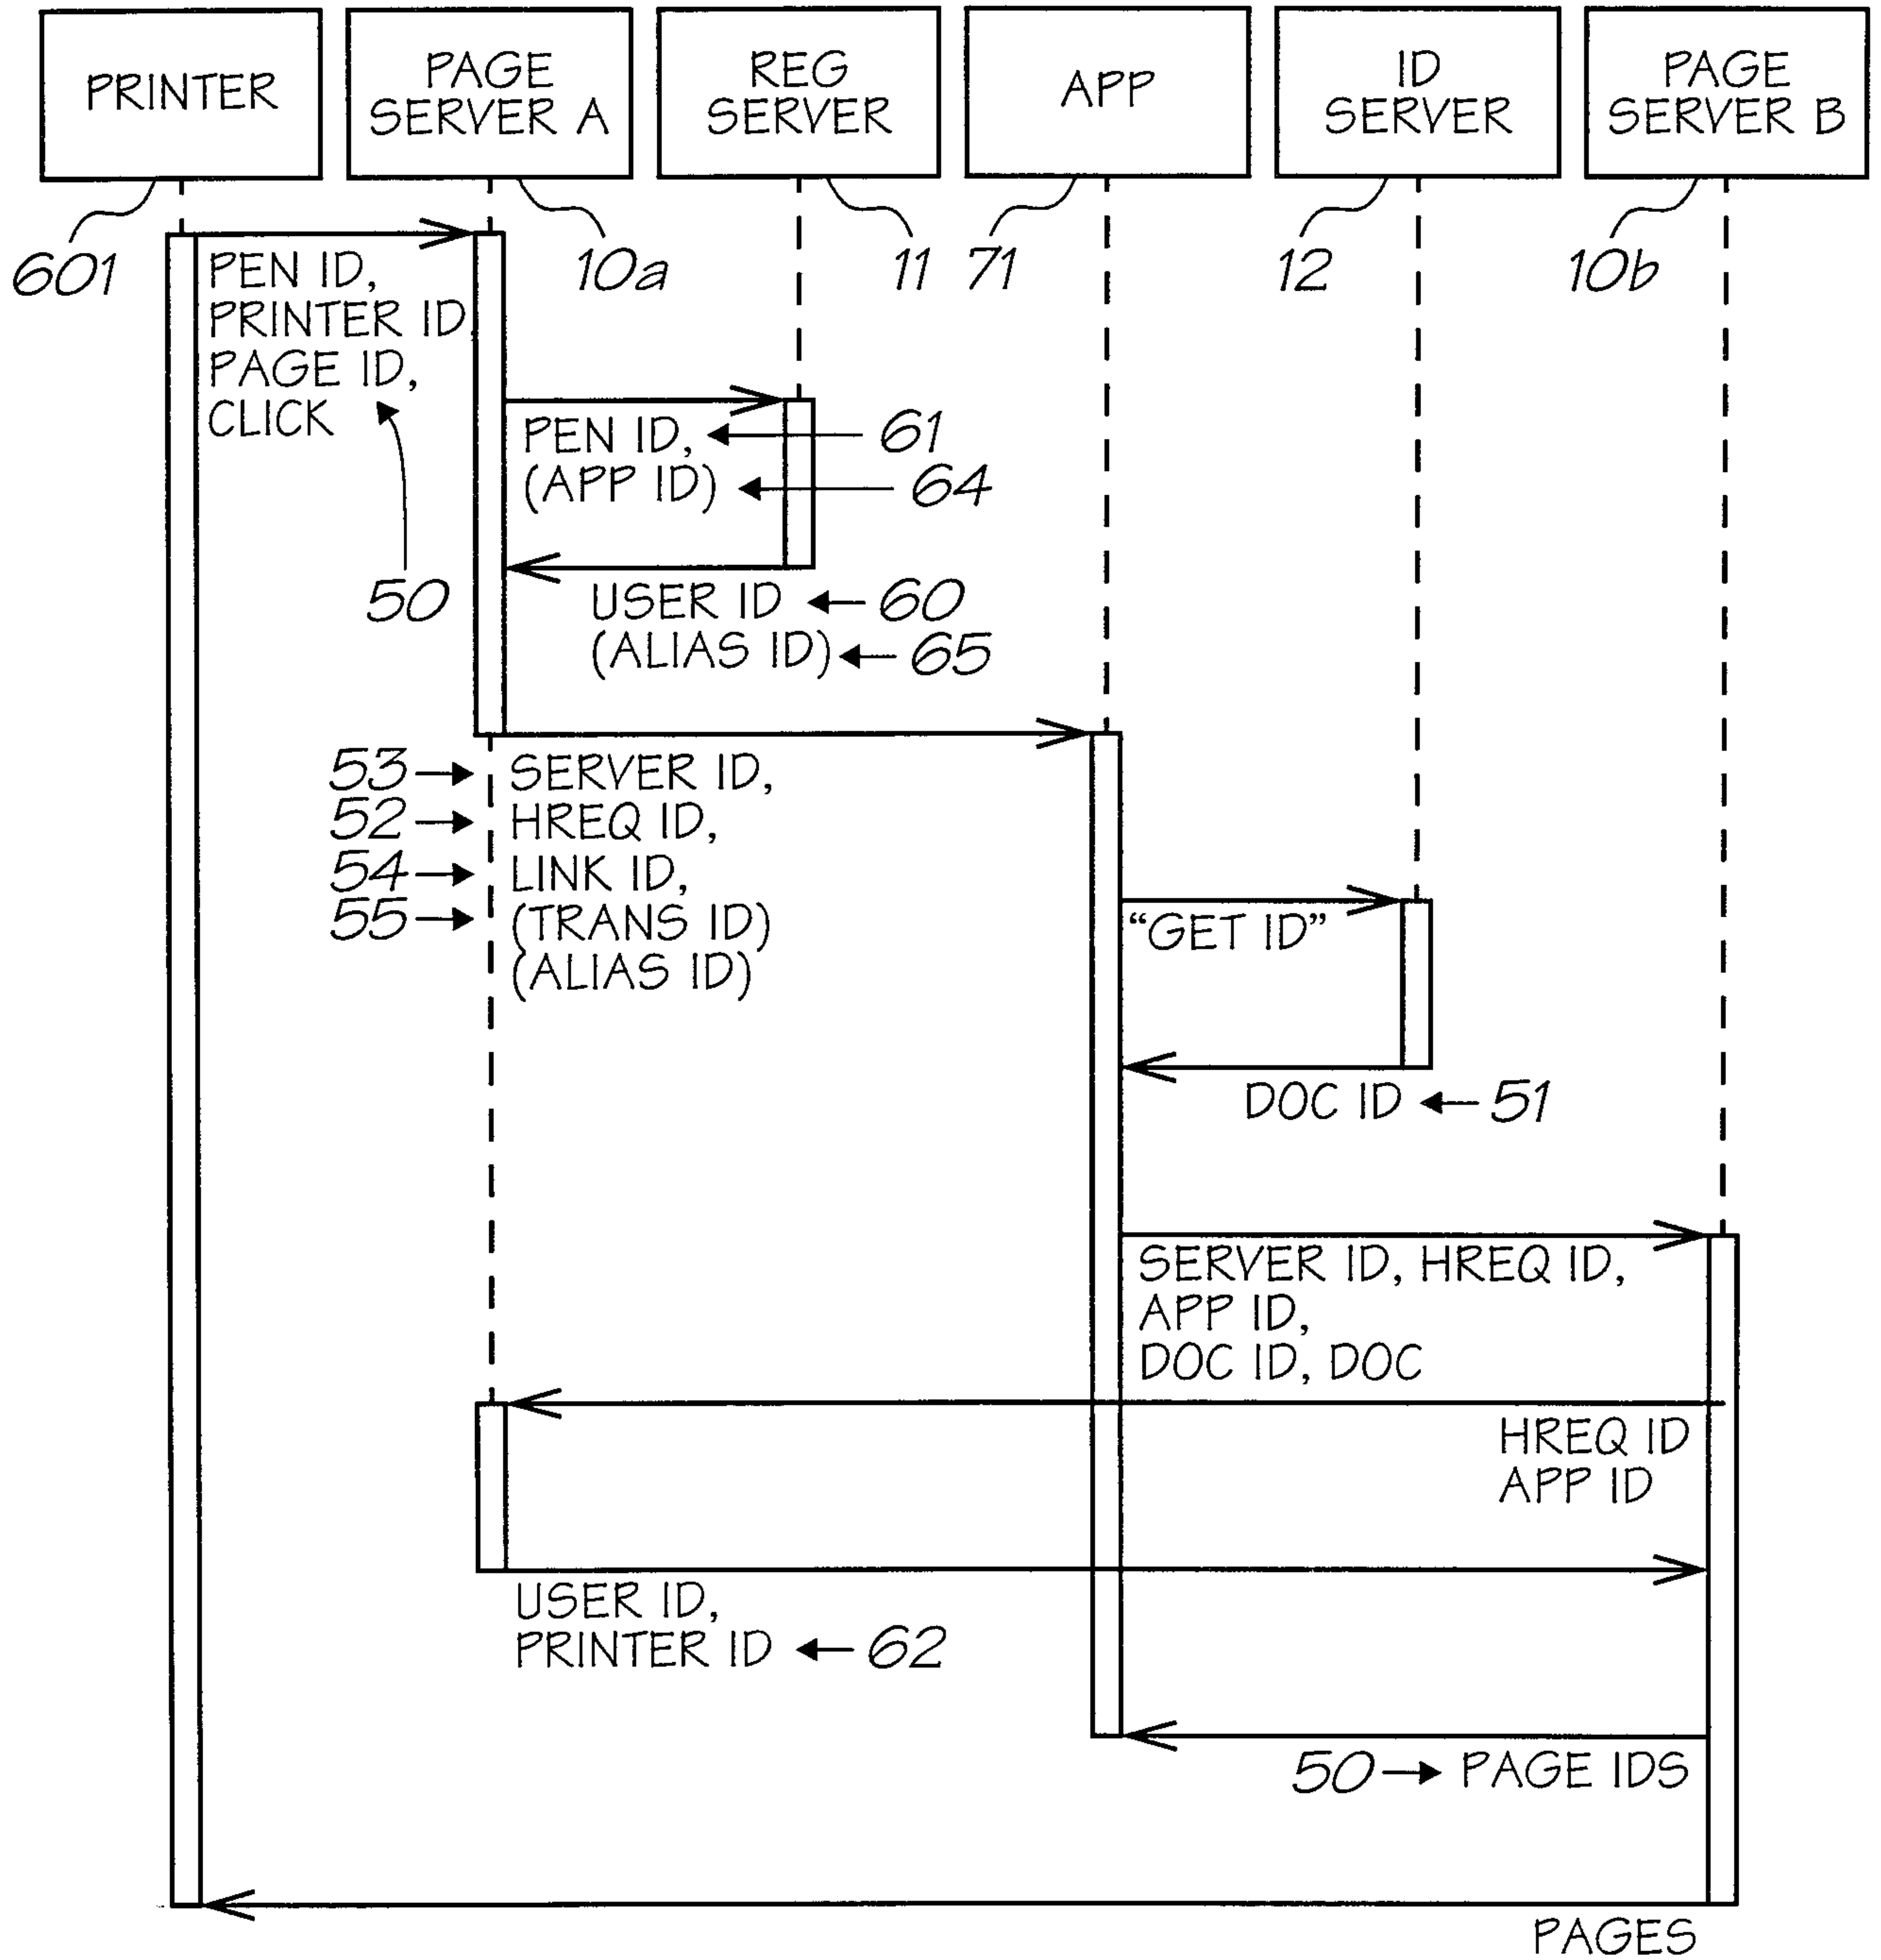 PRINTER
PAGE
SERVER A
REG
SERVER
APP
ID
SERVER
PAGE
SERVER B
601
10a
11
71
12
10b
PEN ID,
PRINTER ID
PAGE ID,
CLICK
50
PEN ID,
61
(APP ID)
64
USER ID
60
(ALIAS ID)
65
53
SERVER ID,
52
HREQ ID,
54
LINK ID,
55
(TRANS ID)
(ALIAS ID)
“GET ID”
DOC ID
51
SERVER ID, HREQ ID,
APP ID,
DOC ID, DOC
HREQ ID
APP ID
USER ID,
PRINTER ID
62
50
PAGE IDS
PAGES